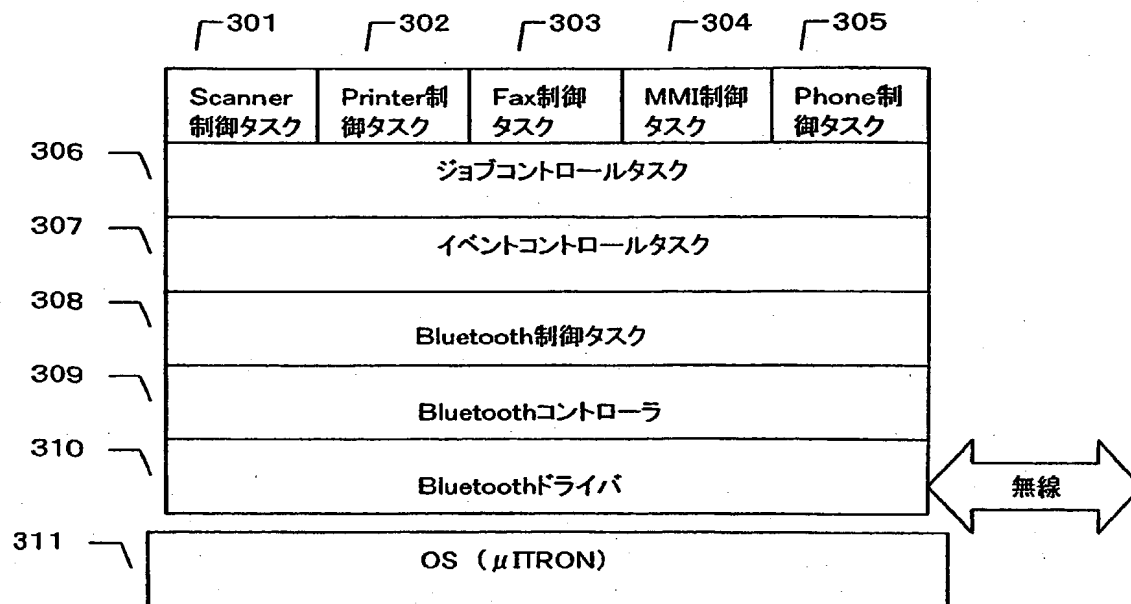 301
302
303
304
305
Scanner
制御タスク
Printer制
御タスク
Fax制御
タスク
MMI制御
タスク
Phone制
御タスク
306
ジョブコントロールタスク
307
イベントコントロールタスク
308
Bluetooth制御タスク
309
Bluetoothコントローラ
310
Bluetoothドライバ
無線
311
OS （μITRON）